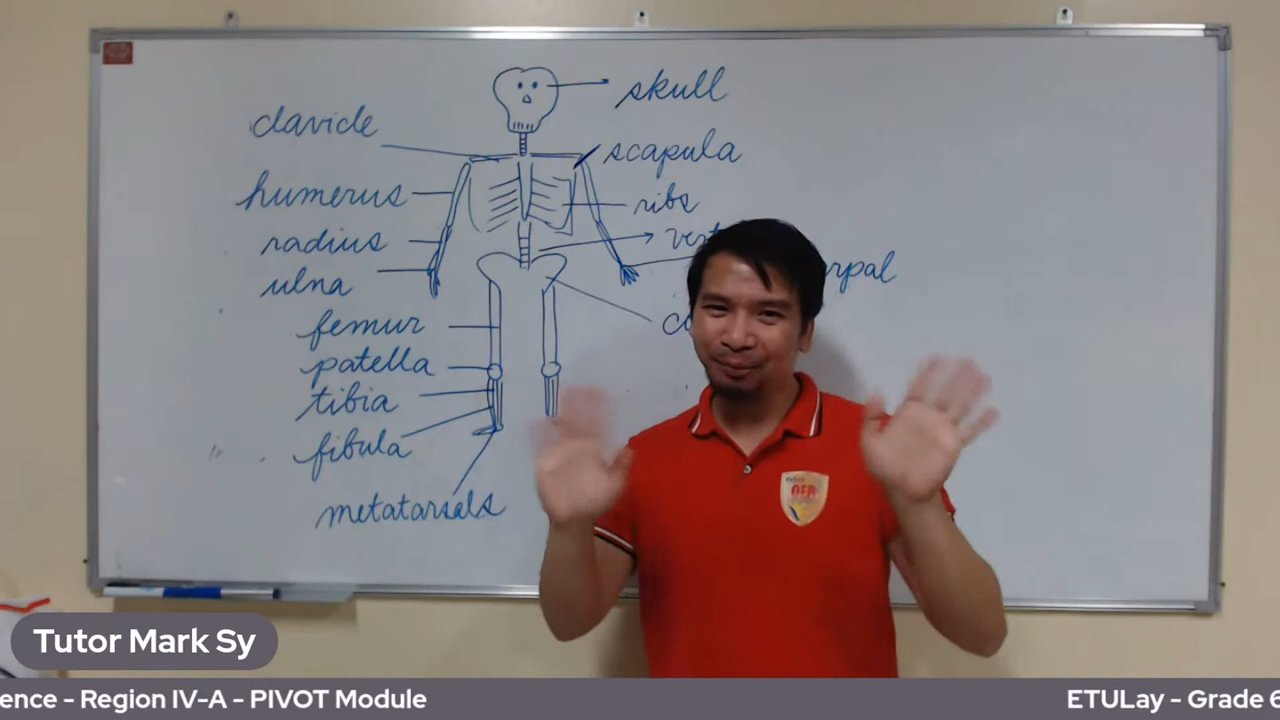 skull
clavicle
scapula
humerus
ribs
radius
ulna
femur
patella
tibia
fibula
metatarsals
OFA
Tutor Mark Sy
ence - Region IV-A - PIVOT Module
ETULay - Grade 6